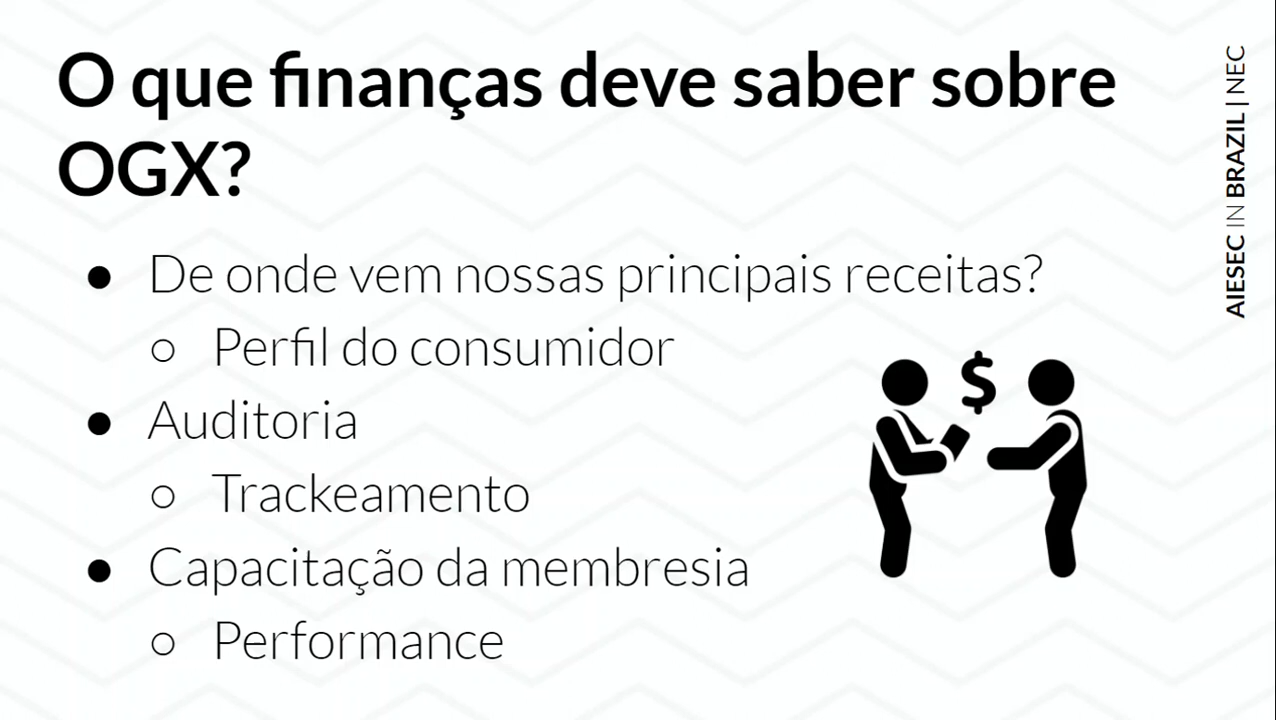 O que finanças deve saber sobre
OGX?
● De onde vem nossas principais receitas?
○ Perfil do consumidor
● Auditoria
○ Trackeamento
● Capacitação da membresia
○ Performance
$
AIESEC IN BRAZIL | NEC